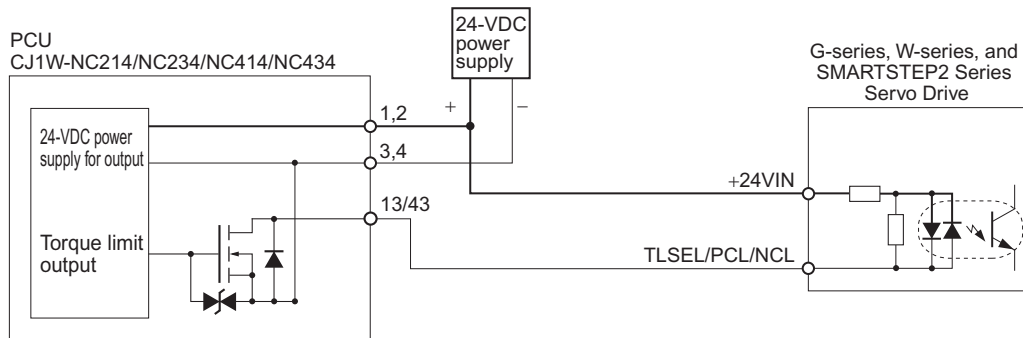 PCU
CJ1W-NC214/NC234/NC414/NC434
24-VDC
power
supply
G-series, W-series, and
SMARTSTEP2 Series
Servo Drive
24-VDC power
supply for output
+
−
1,2
3,4
13/43
+24VIN
Torque limit
output
TLSEL/PCL/NCL